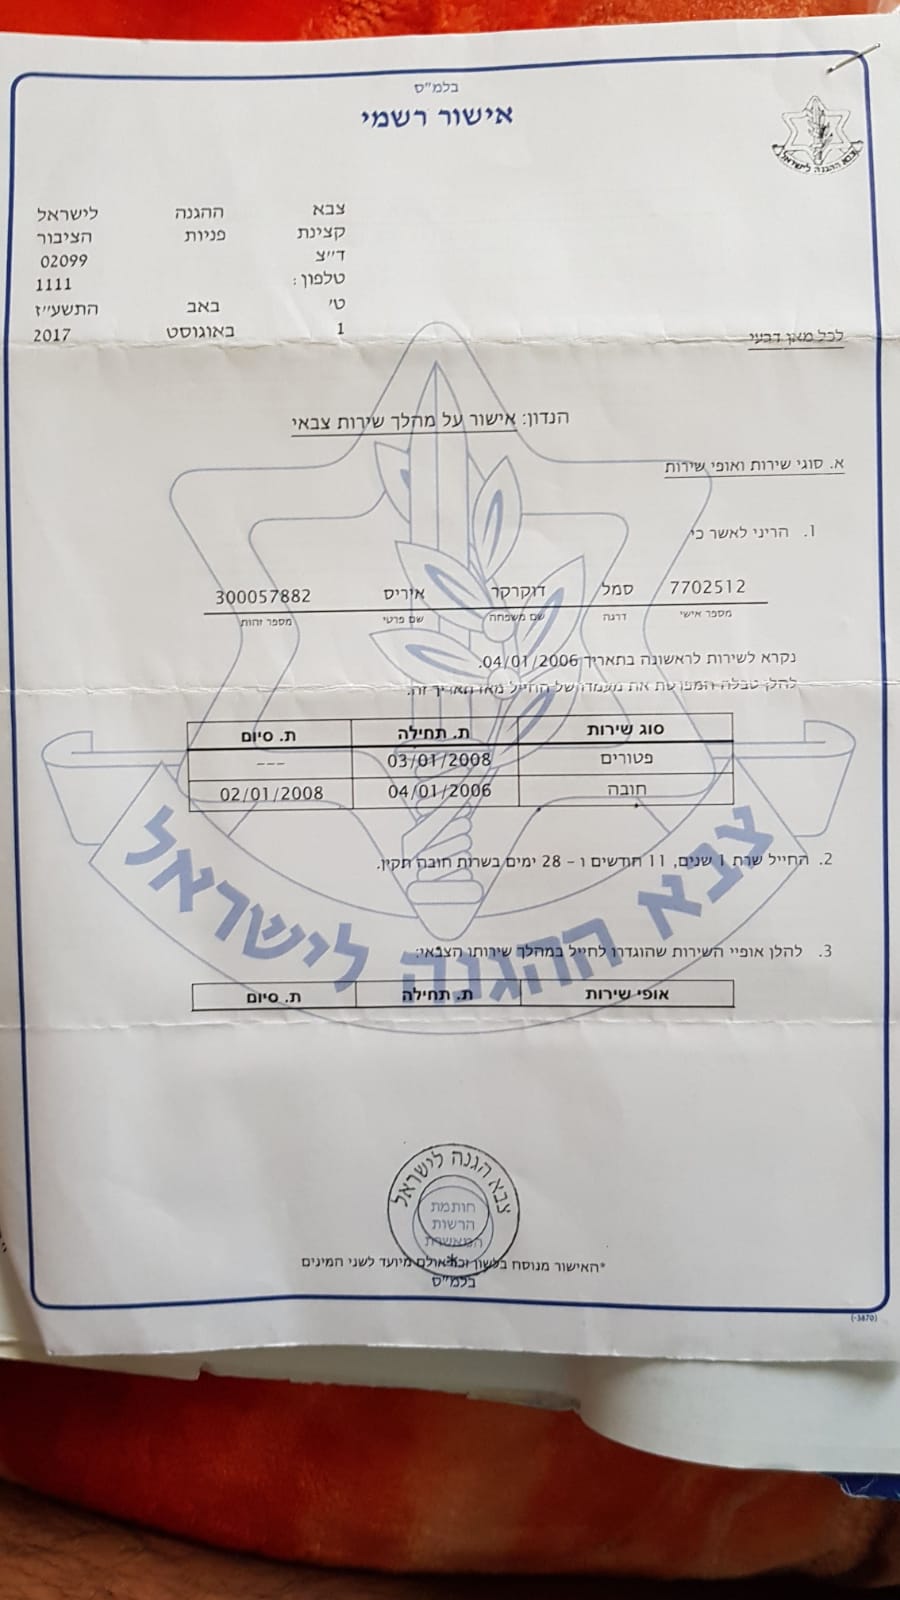 בלמ"ס
אישור רשמי
צבא ההגנה לישראל
צבא ההגנה לישראל
קצינת פניות הציבור
ד"צ 02099
טלפון: 1111
ט' באב התשע"ז
1 באוגוסט 2017
לכל מאן דבעי
הנדון: אישור על מהלך שירות צבאי
א. סוגי שירות ואופי שירות
1. הריני לאשר כי
7702512 סמל דוקרקר איריס 300057882
מספר אישי דרגה שם משפחה שם פרטי מספר זהות
נקרא לשירות לראשונה בתאריך 04/01/2006.
להלן טבלה המפרטת את מעמדו של החייל מאז תאריך זה.
סוג שירות ת. תחילה ת. סיום
פטורים 03/01/2008 ---
חובה 04/01/2006 02/01/2008
2. החייל שרת 1 שנים, 11 חודשים ו - 28 ימים בשרות חובה תקין.
3. להלן אופיי השירות שהוגדרו לחייל במהלך שירותו הצבאי:
אופי שירות ת. תחילה ת. סיום
צבא ההגנה לישראל
צבא הגנה לישראל
חותמת
הרשות
המאשרת
*האישור מנוסח בלשון זכר אולם מיועד לשני המינים
בלמ"ס
(-3870)